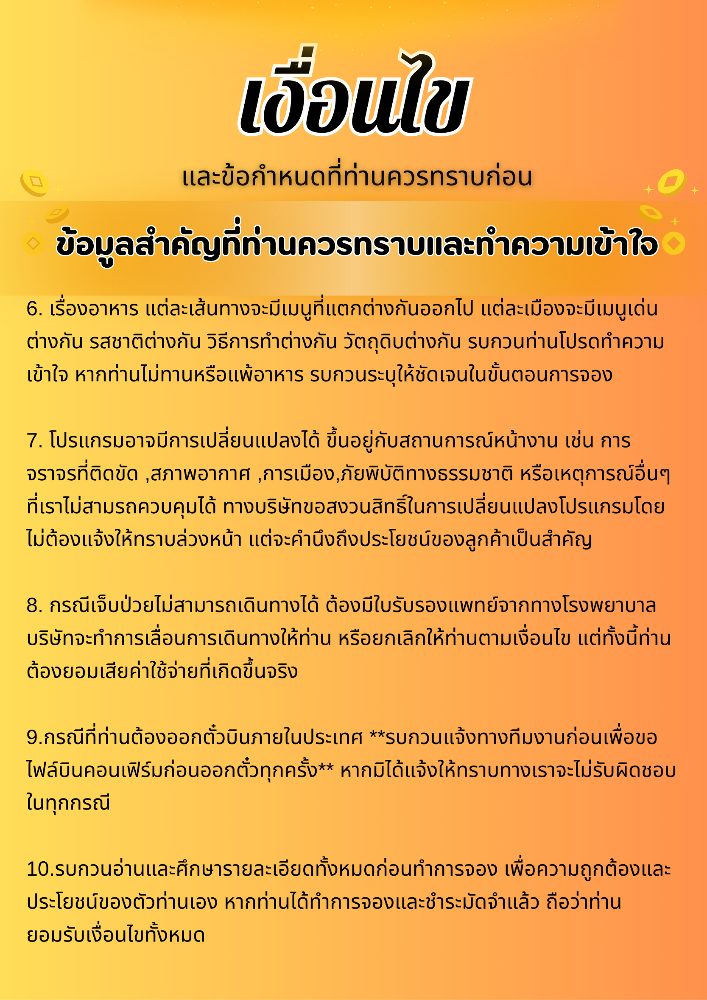 เงื่อนไข
และข้อกำหนดที่ท่านควรทราบก่อน
ข้อมูลสำคัญที่ท่านควรทราบและทำความเข้าใจ
6. เรื่องอาหาร แต่ละเส้นทางจะมีเมนูที่แตกต่างกันออกไป แต่ละเมืองจะมีเมนูเด่น
ต่างกัน รสชาติต่างกัน วิธีการทำต่างกัน วัตถุดิบต่างกัน รบกวนท่านโปรดทำความ
เข้าใจ หากท่านไม่ทานหรือแพ้อาหาร รบกวนระบุให้ชัดเจนในขั้นตอนการจอง
7. โปรแกรมอาจมีการเปลี่ยนแปลงได้ ขึ้นอยู่กับสถานการณ์หน้างาน เช่น การ
จราจรที่ติดขัด ,สภาพอากาศ ,การเมือง,ภัยพิบัติทางธรรมชาติ หรือเหตุการณ์อื่นๆ
ที่เราไม่สามรถควบคุมได้ ทางบริษัทขอสงวนสิทธิ์ในการเปลี่ยนแปลงโปรแกรมโดย
ไม่ต้องแจ้งให้ทราบล่วงหน้า แต่จะคำนึงถึงประโยชน์ของลูกค้าเป็นสำคัญ
8. กรณีเจ็บป่วยไม่สามารถเดินทางได้ ต้องมีใบรับรองแพทย์จากทางโรงพยาบาล
บริษัทจะทำการเลื่อนการเดินทางให้ท่าน หรือยกเลิกให้ท่านตามเงื่อนไข แต่ทั้งนี้ท่าน
ต้องยอมเสียค่าใช้จ่ายที่เกิดขึ้นจริง
9.กรณีที่ท่านต้องออกตั๋วบินภายในประเทศ **รบกวนแจ้งทางทีมงานก่อนเพื่อขอ
ไฟล์บินคอนเฟิร์มก่อนออกตั๋วทุกครั้ง** หากมิได้แจ้งให้ทราบทางเราจะไม่รับผิดชอบ
ในทุกกรณี
10.รบกวนอ่านและศึกษารายละเอียดทั้งหมดก่อนทำการจอง เพื่อความถูกต้องและ
ประโยชน์ของตัวท่านเอง หากท่านได้ทำการจองและชำระมัดจำแล้ว ถือว่าท่าน
ยอมรับเงื่อนไขทั้งหมด